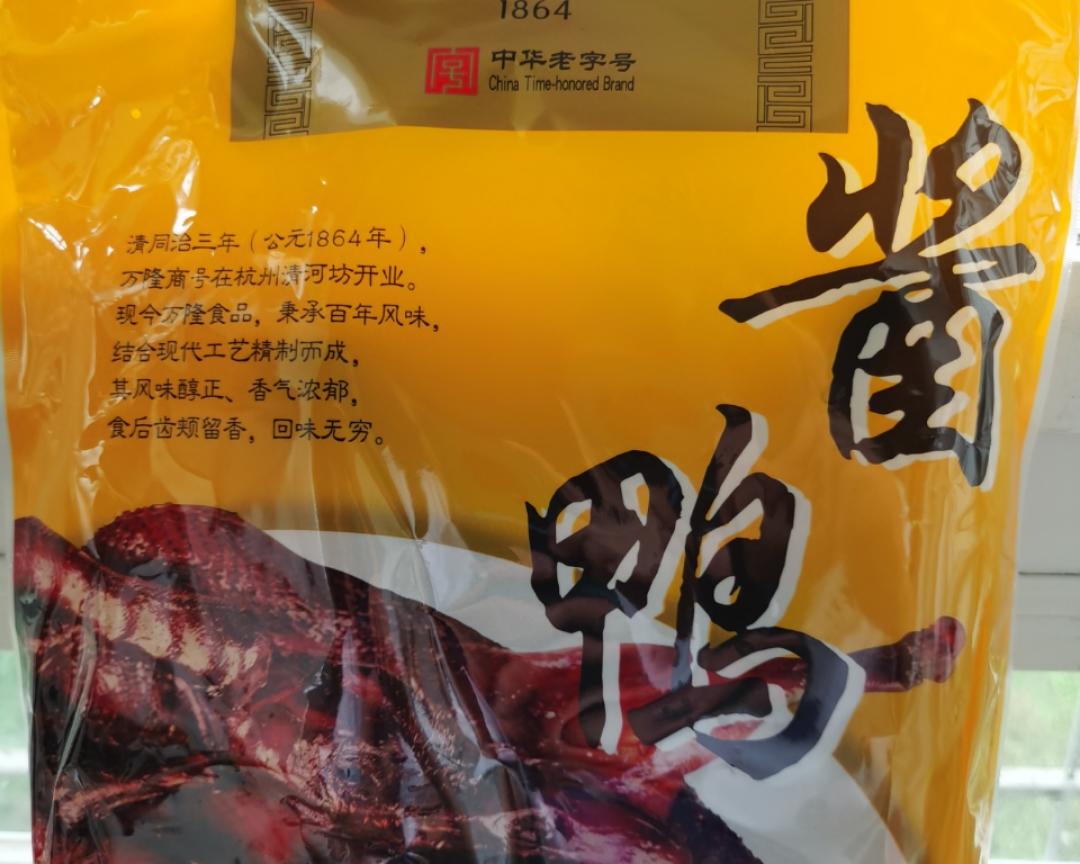 1864
中华老字号
China Time-honored Brand
酱鸭
清同治三年（公元1864年），
万隆商号在杭州清河坊开业。
现今万隆食品，秉承百年风味，
结合现代工艺精制而成，
其风味醇正、香气浓郁，
食后齿颊留香，回味无穷。